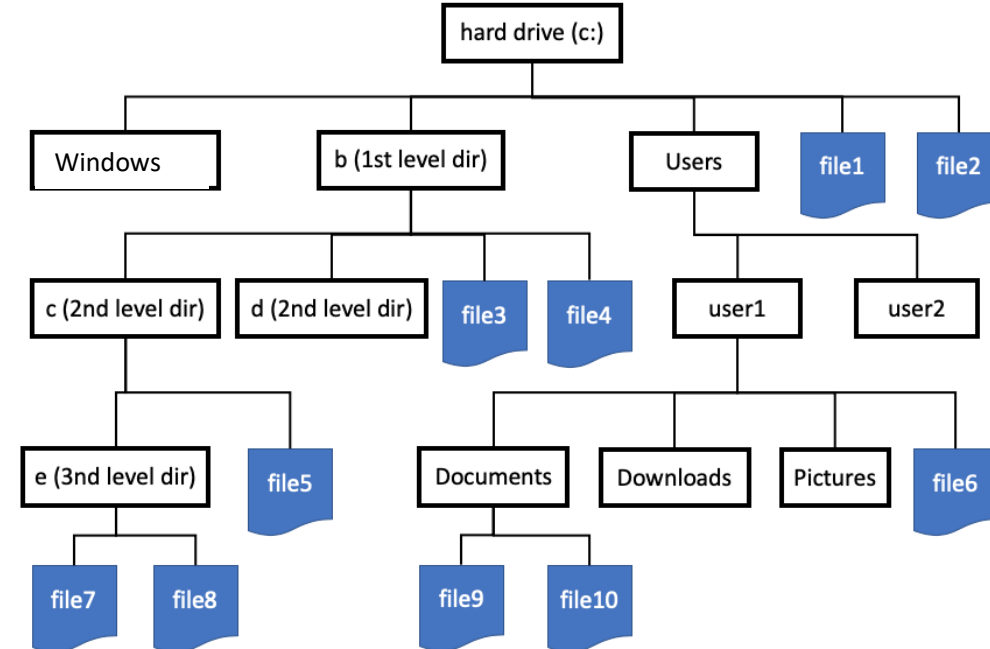 hard drive (c:)
Windows
b (1st level dir)
Users
file1
file2
c (2nd level dir)
d (2nd level dir)
file3
file4
user1
user2
e (3nd level dir)
file5
Documents
Downloads
Pictures
file6
file7
file8
file9
file10